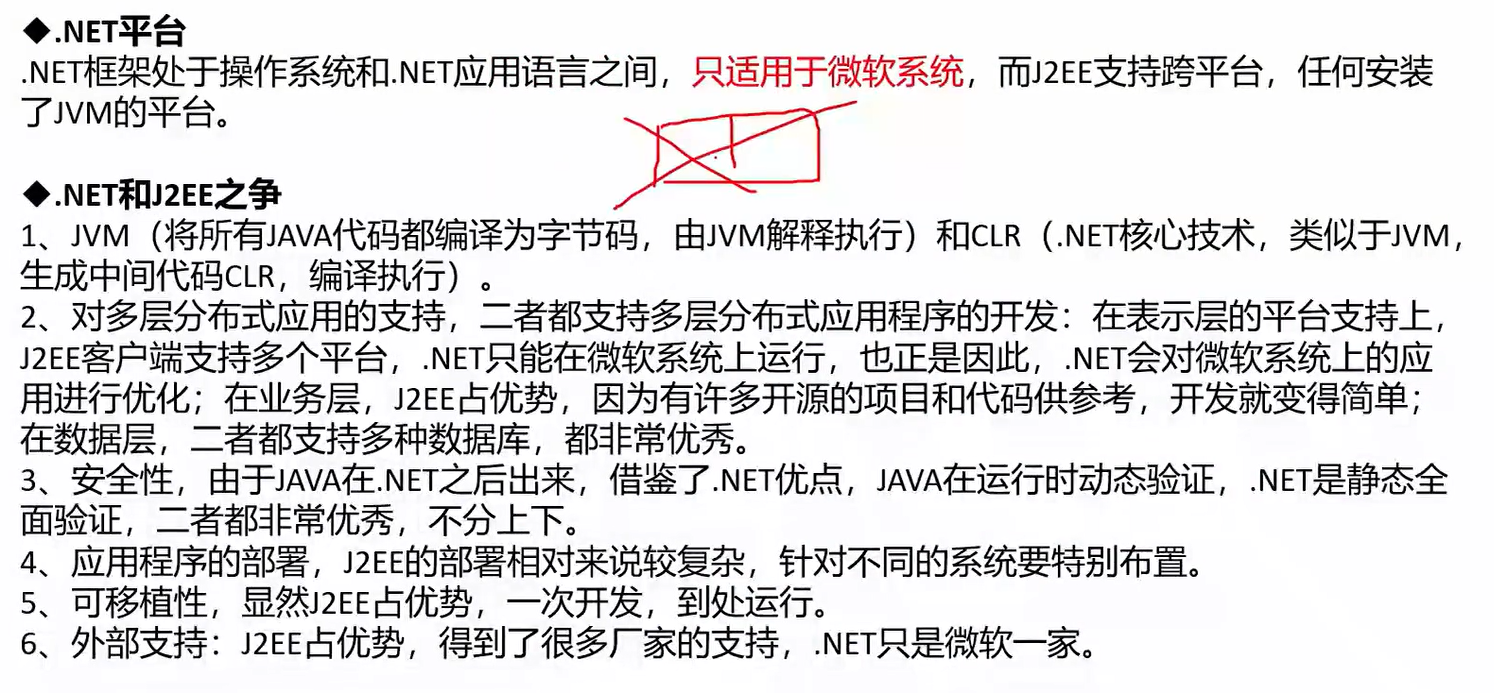 ◆.NET平台
.NET框架处于操作系统和.NET应用语言之间，只适用于微软系统，而J2EE支持跨平台，任何安装
了JVM的平台。
◆.NET和J2EE之争
1、JVM（将所有JAVA代码都编译为字节码，由JVM解释执行）和CLR（.NET核心技术，类似于JVM，
生成中间代码CLR，编译执行）。
2、对多层分布式应用的支持，二者都支持多层分布式应用程序的开发：在表示层的平台支持上，
J2EE客户端支持多个平台，.NET只能在微软系统上运行，也正是因此，.NET会对微软系统上的应
用进行优化；在业务层，J2EE占优势，因为有许多开源的项目和代码供参考，开发就变得简单；
在数据层，二者都支持多种数据库，都非常优秀。
3、安全性，由于JAVA在.NET之后出来，借鉴了.NET优点，JAVA在运行时动态验证，.NET是静态全
面验证，二者都非常优秀，不分上下。
4、应用程序的部署，J2EE的部署相对来说较复杂，针对不同的系统要特别布置。
5、可移植性，显然J2EE占优势，一次开发，到处运行。
6、外部支持：J2EE占优势，得到了很多厂家的支持，.NET只是微软一家。